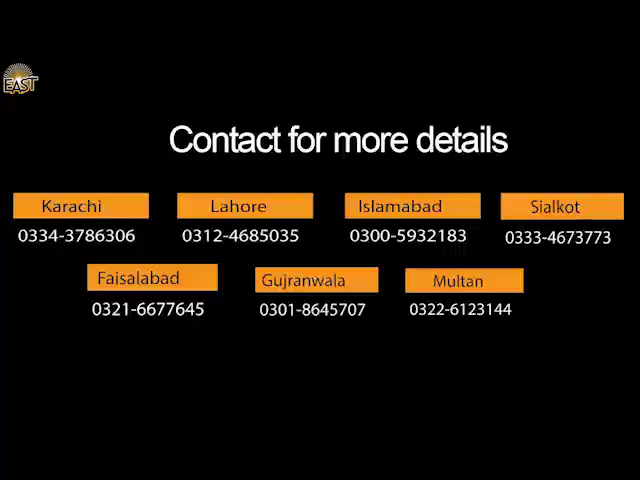 EAST
Contact for more details
Karachi Lahore Islamabad Sialkot
0334-3786306 0312-4685035 0300-5932183 0333-4673773
Faisalabad Gujranwala Multan
0321-6677645 0301-8645707 0322-6123144